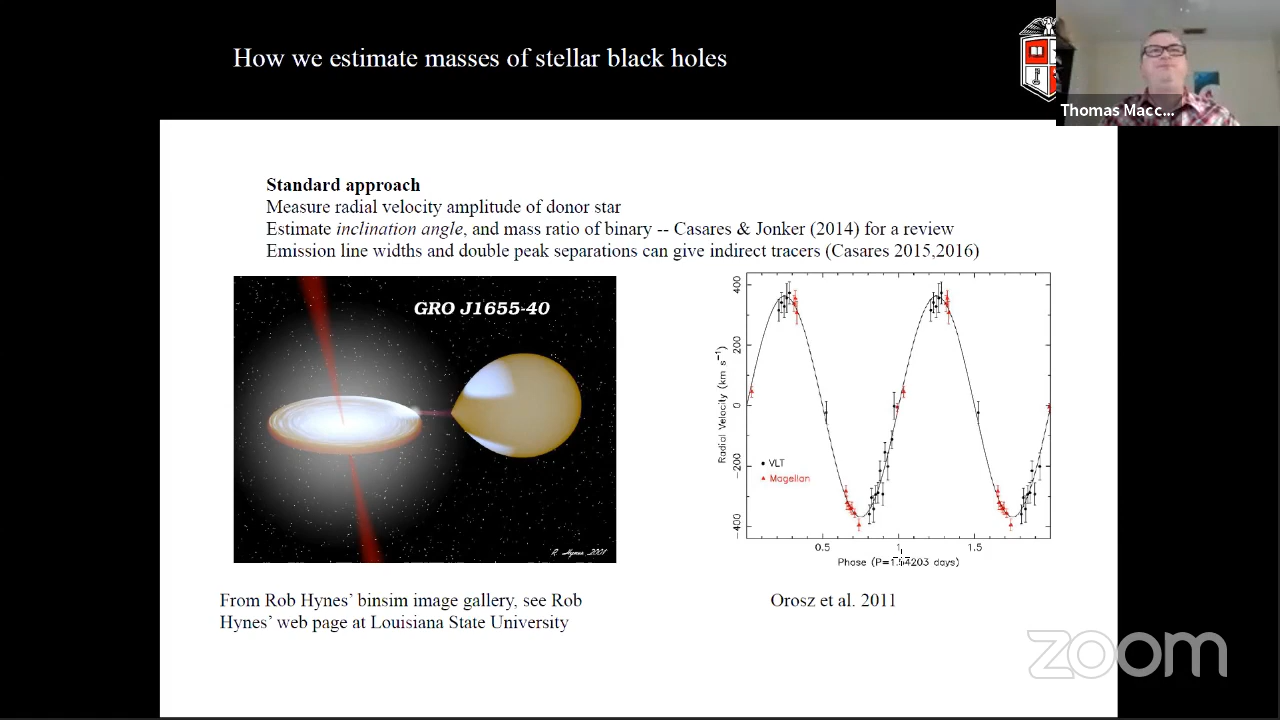 How we estimate masses of stellar black holes
Thomas Macc...
Standard approach
Measure radial velocity amplitude of donor star
Estimate inclination angle, and mass ratio of binary -- Casares & Jonker (2014) for a review
Emission line widths and double peak separations can give indirect tracers (Casares 2015,2016)
GRO J1655-40
R. Hynes 2001
400
200
0
−200
−400
Radial Velocity (km s⁻¹)
VLT
Magellan
0.5
1
1.5
Phase (P=1.54203 days)
From Rob Hynes’ binsim image gallery, see Rob
Hynes’ web page at Louisiana State University
Orosz et al. 2011
zoom